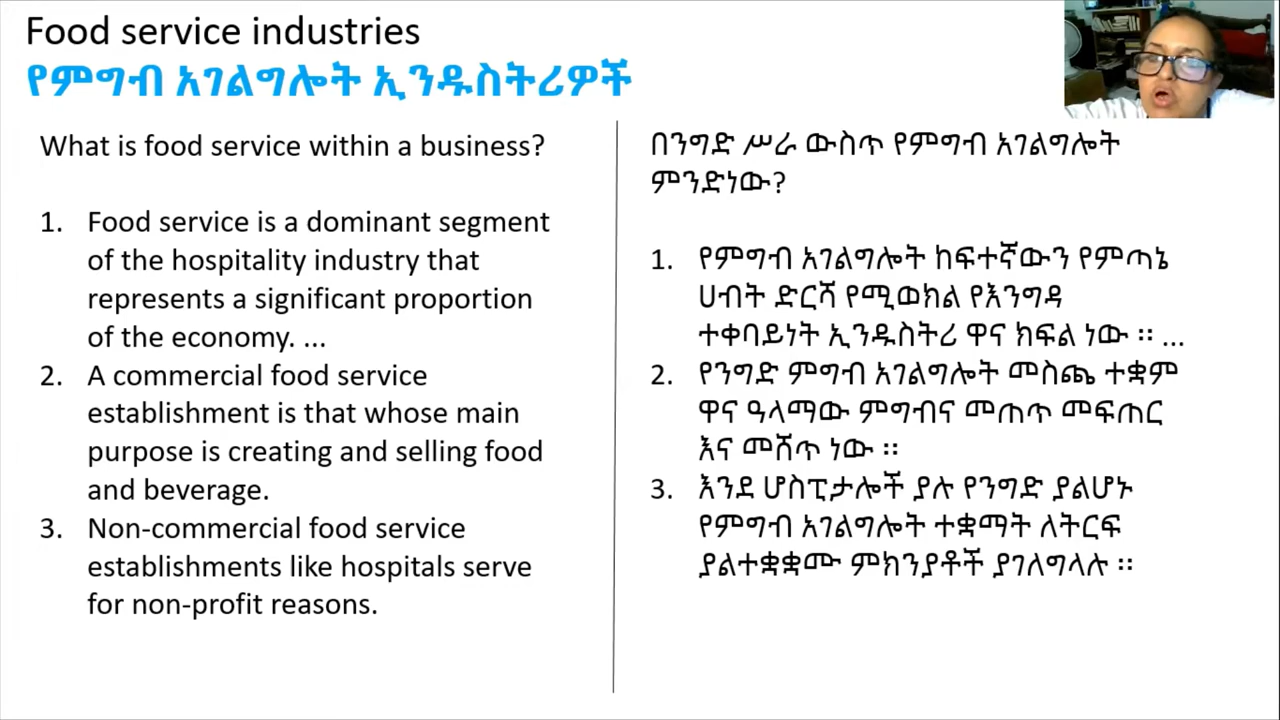 Food service industries
የምግብ አገልግሎት ኢንዱስትሪዎች
What is food service within a business?
1. Food service is a dominant segment
of the hospitality industry that
represents a significant proportion
of the economy. ...
2. A commercial food service
establishment is that whose main
purpose is creating and selling food
and beverage.
3. Non-commercial food service
establishments like hospitals serve
for non-profit reasons.
በንግድ ሥራ ውስጥ የምግብ አገልግሎት
ምንድነው?
1. የምግብ አገልግሎት ከፍተኛውን የምጣኔ
ሀብት ድርሻ የሚወክል የእንግዳ
ተቀባይነት ኢንዱስትሪ ዋና ክፍል ነው ፡፡ ...
2. የንግድ ምግብ አገልግሎት መስጫ ተቋም
ዋና ዓላማው ምግብና መጠጥ መፍጠር
እና መሸጥ ነው ፡፡
3. እንደ ሆስፒታሎች ያሉ የንግድ ያልሆኑ
የምግብ አገልግሎት ተቋማት ለትርፍ
ያልተቋቋሙ ምክንያቶች ያገለግላሉ ፡፡